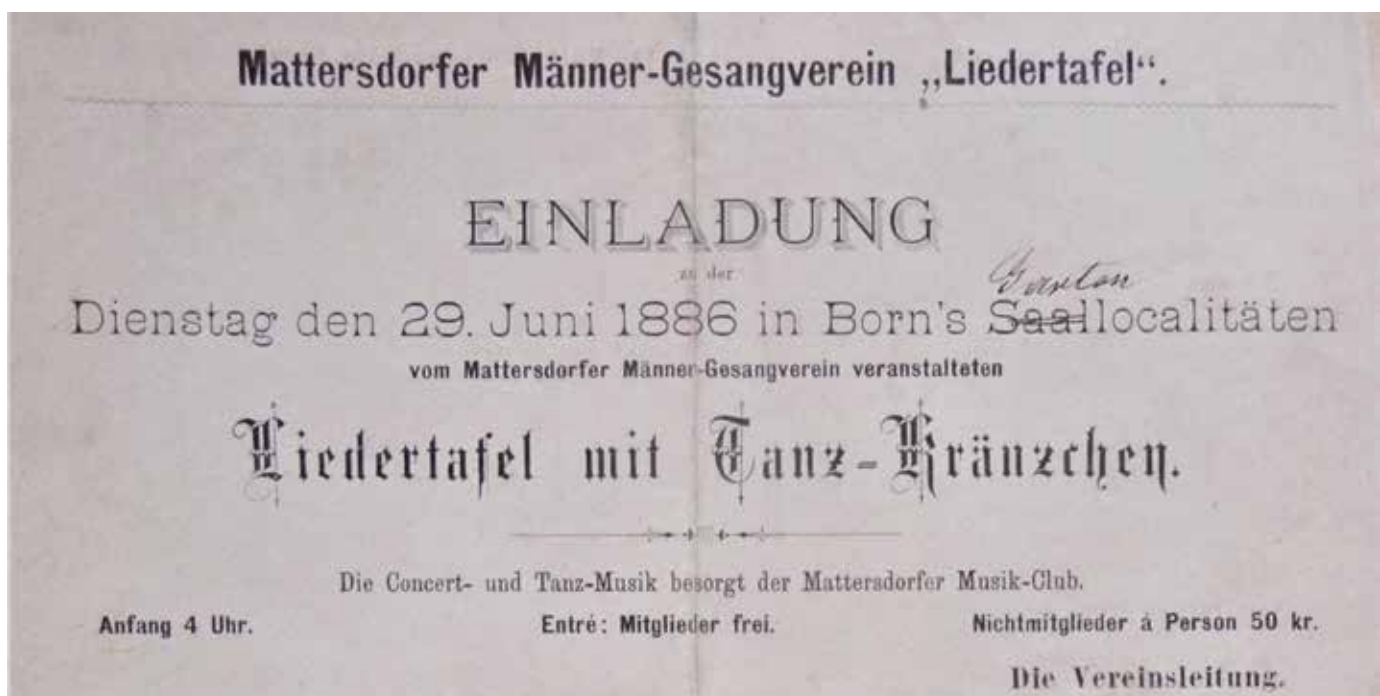 Mattersdorfer Männer-Gesangverein „Liedertafel“.
EINLADUNG
zu der
Garten
Dienstag den 29. Juni 1886 in Born's Saallocalitäten
vom Mattersdorfer Männer-Gesangverein veranstalteten
Liedertafel mit Tanz-Kränzchen.
Die Concert- und Tanz-Musik besorgt der Mattersdorfer Musik-Club.
Anfang 4 Uhr. Entré: Mitglieder frei. Nichtmitglieder á Person 50 kr.
Die Vereinsleitung.